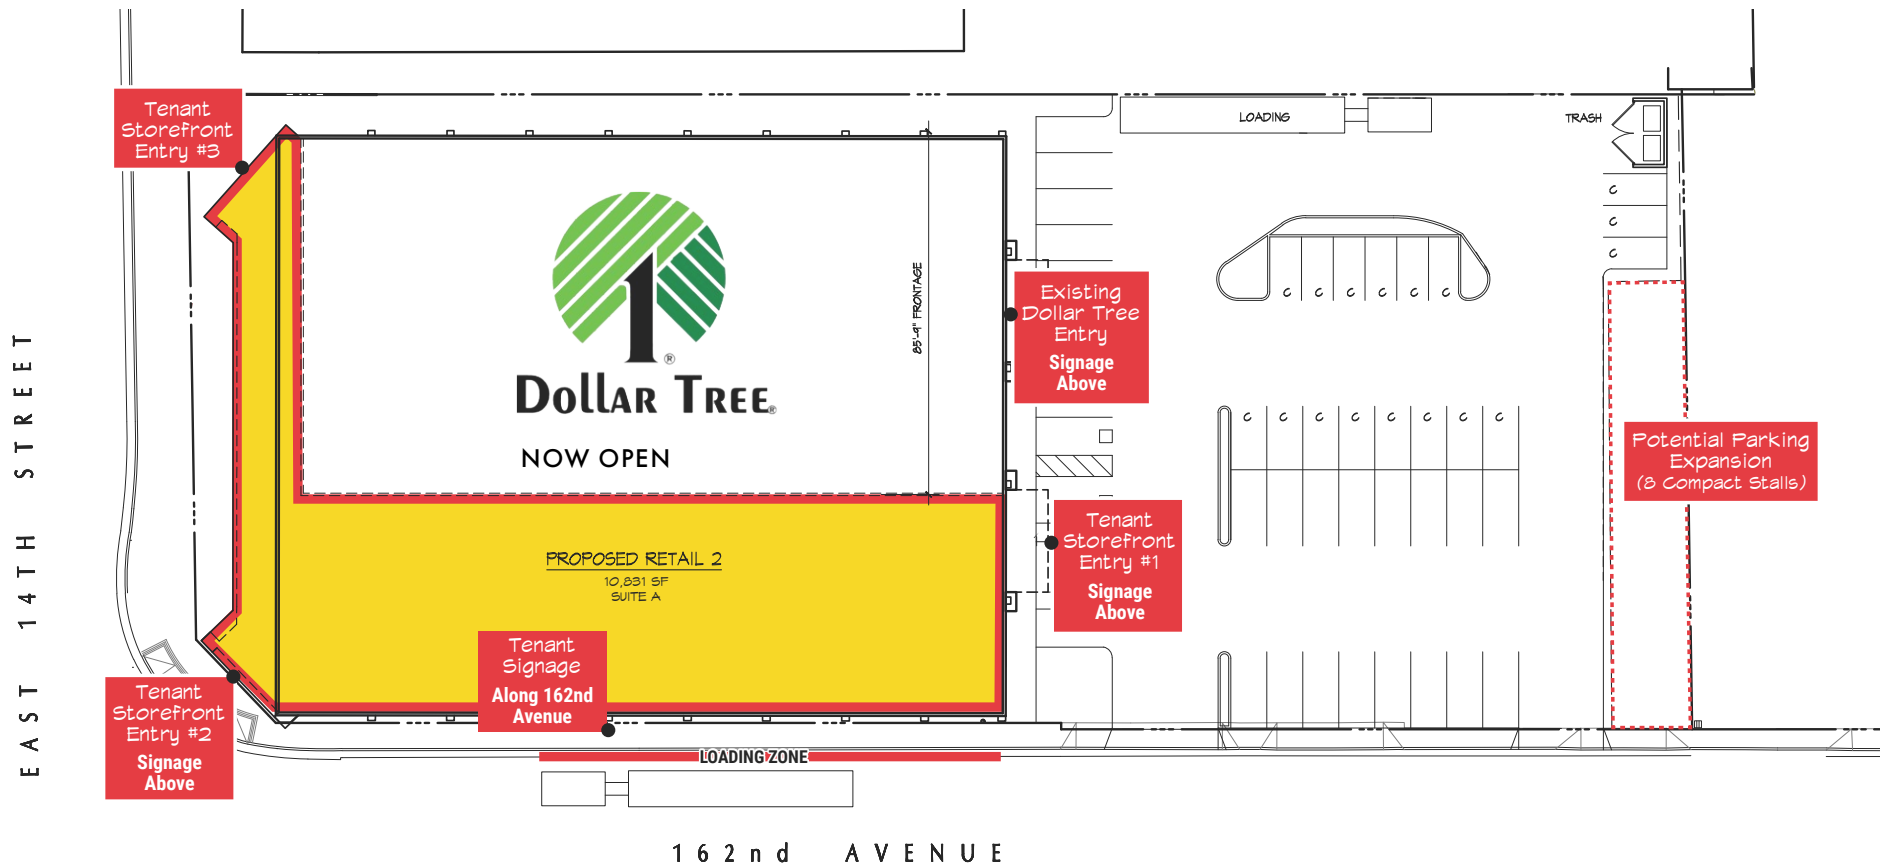 Tenant
Storefront
Entry #3
LOADING
TRASH
C
C
C
85'-9" FRONTAGE
1
®
DOLLAR TREE®
NOW OPEN
Existing
Dollar Tree
Entry
Signage
Above
C C C C C C
C C C C C C C C
Potential Parking
Expansion
(8 Compact Stalls)
EAST 14TH STREET
PROPOSED RETAIL 2
10,831 SF
SUITE A
Tenant
Storefront
Entry #1
Signage
Above
Tenant
Signage
Along 162nd
Avenue
Tenant
Storefront
Entry #2
Signage
Above
LOADING ZONE
162nd AVENUE